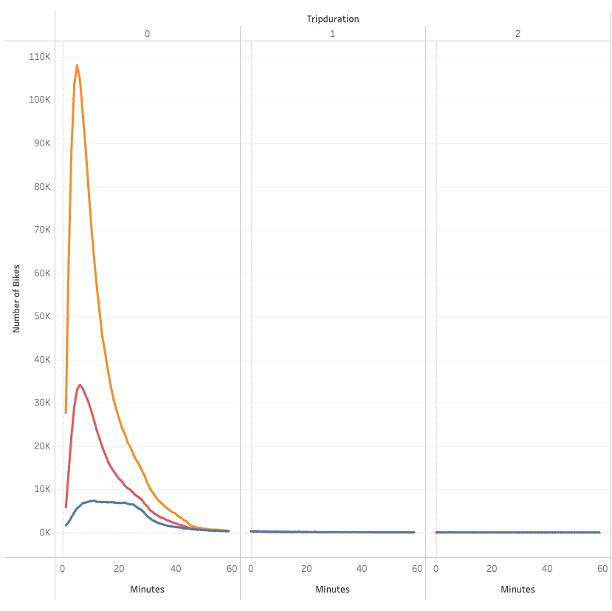 Tripduration
0 1 2
110K
100K
90K
80K
70K
60K
50K
40K
30K
20K
10K
0K
Number of Bikes
0 20 40 60 0 20 40 60 0 20 40 60
Minutes Minutes Minutes